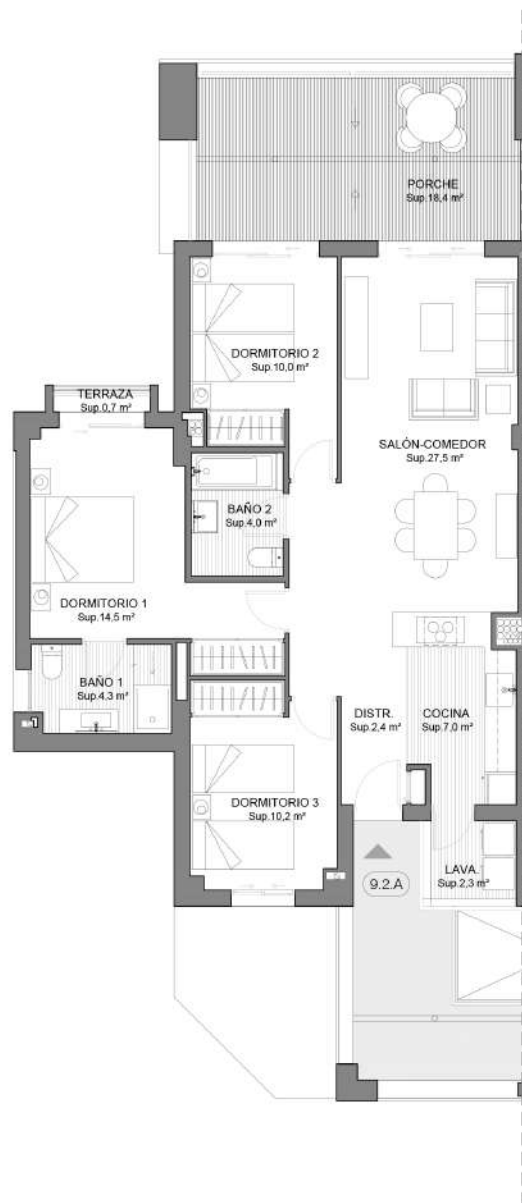 PORCHE
Sup.18,4 m²
DORMITORIO 2
Sup.10,0 m²
TERRAZA
Sup.0,7 m²
SALÓN-COMEDOR
Sup.27,5 m²
BAÑO 2
Sup.4,0 m²
DORMITORIO 1
Sup.14,5 m²
BAÑO 1
Sup.4,3 m²
DISTR.
Sup.2,4 m²
COCINA
Sup.7,0 m²
DORMITORIO 3
Sup.10,2 m²
LAVA.
Sup.2,3 m²
9.2.A